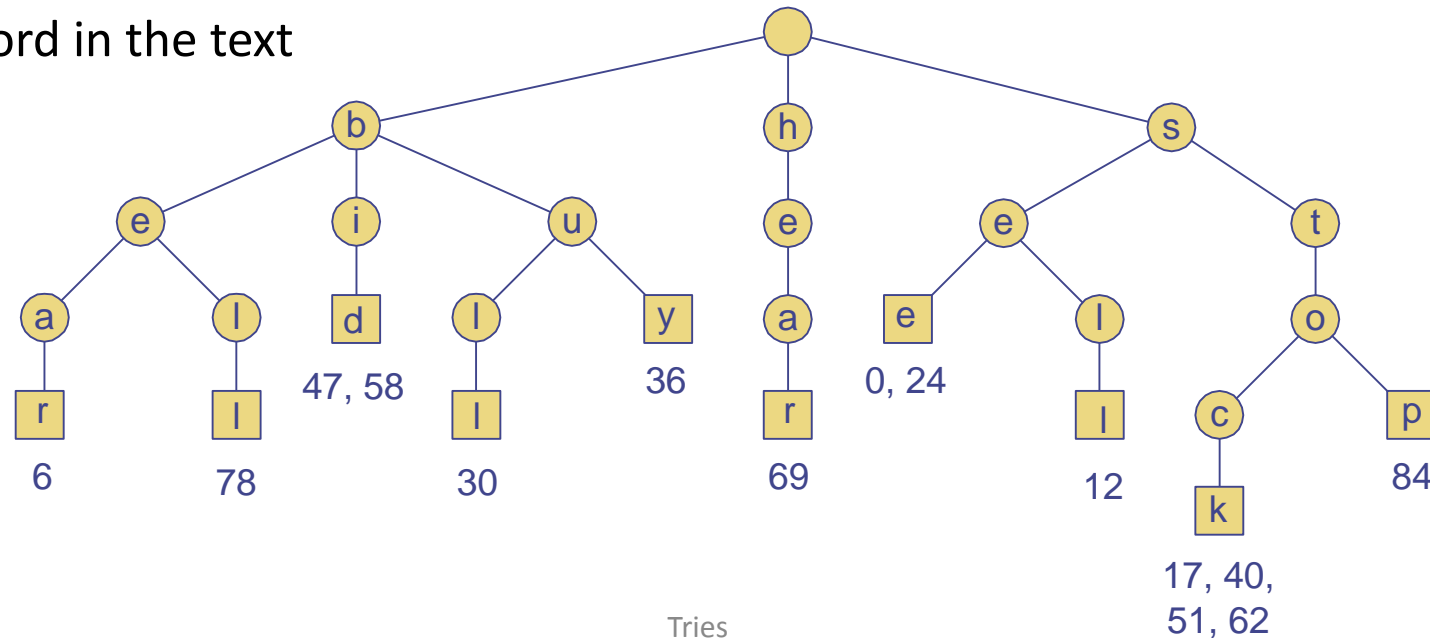 ord in the text
b h s
e i u e e t
a l d l y a e l o
47, 58 36 0, 24
r l l r l c p
6 78 30 69 12 84
k
17, 40,
51, 62
Tries